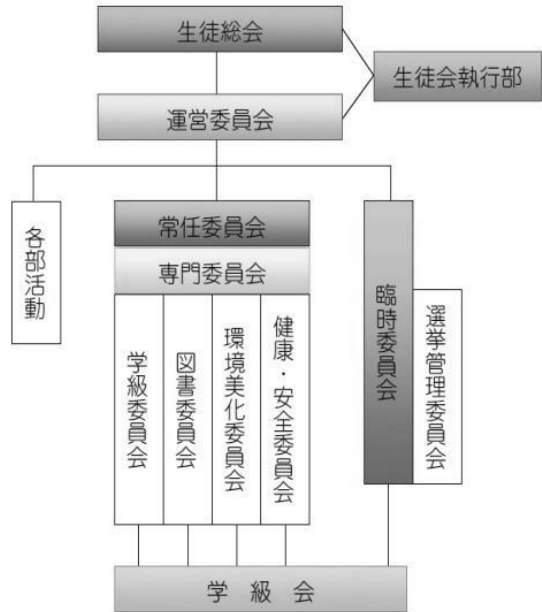 生徒総会
生徒会執行部
運営委員会
各部活動
常任委員会
専門委員会
学級委員会
図書委員会
環境美化委員会
健康・安全委員会
臨時委員会
選挙管理委員会
学級会